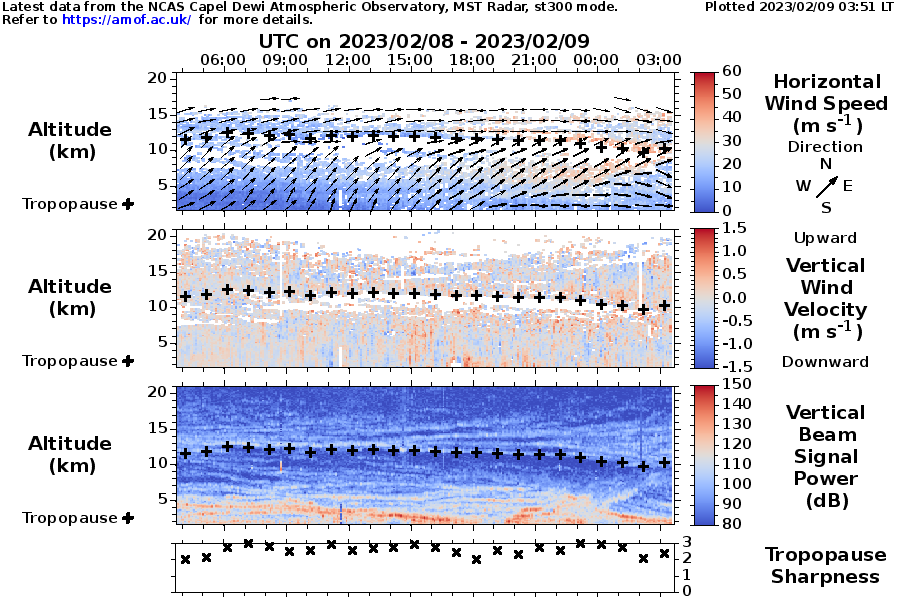 Latest data from the NCAS Capel Dewi Atmospheric Observatory, MST Radar, st300 mode.
Plotted 2023/02/09 03:51 LT
Refer to https://amof.ac.uk/ for more details.
UTC on 2023/02/08 - 2023/02/09
06:00 09:00 12:00 15:00 18:00 21:00 00:00 03:00
Altitude
(km)
20
15
10
5
Tropopause
60
50
40
30
20
10
0
Horizontal
Wind Speed
(m s-1)
Direction
N
W E
S
Altitude
(km)
20
15
10
5
Tropopause
1.5
1.0
0.5
0.0
-0.5
-1.0
-1.5
Upward
Vertical
Wind
Velocity
(m s-1)
Downward
Altitude
(km)
20
15
10
5
Tropopause
150
140
130
120
110
100
90
80
Vertical
Beam
Signal
Power
(dB)
3
2
1
0
Tropopause
Sharpness